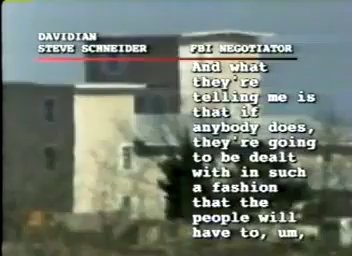 DAVIDIAN
STEVE SCHNEIDER FBI NEGOTIATOR
And what
they're
telling me is
that if
anybody does,
they're going
to be dealt
with in such
a fashion
that the
people will
have to, um,